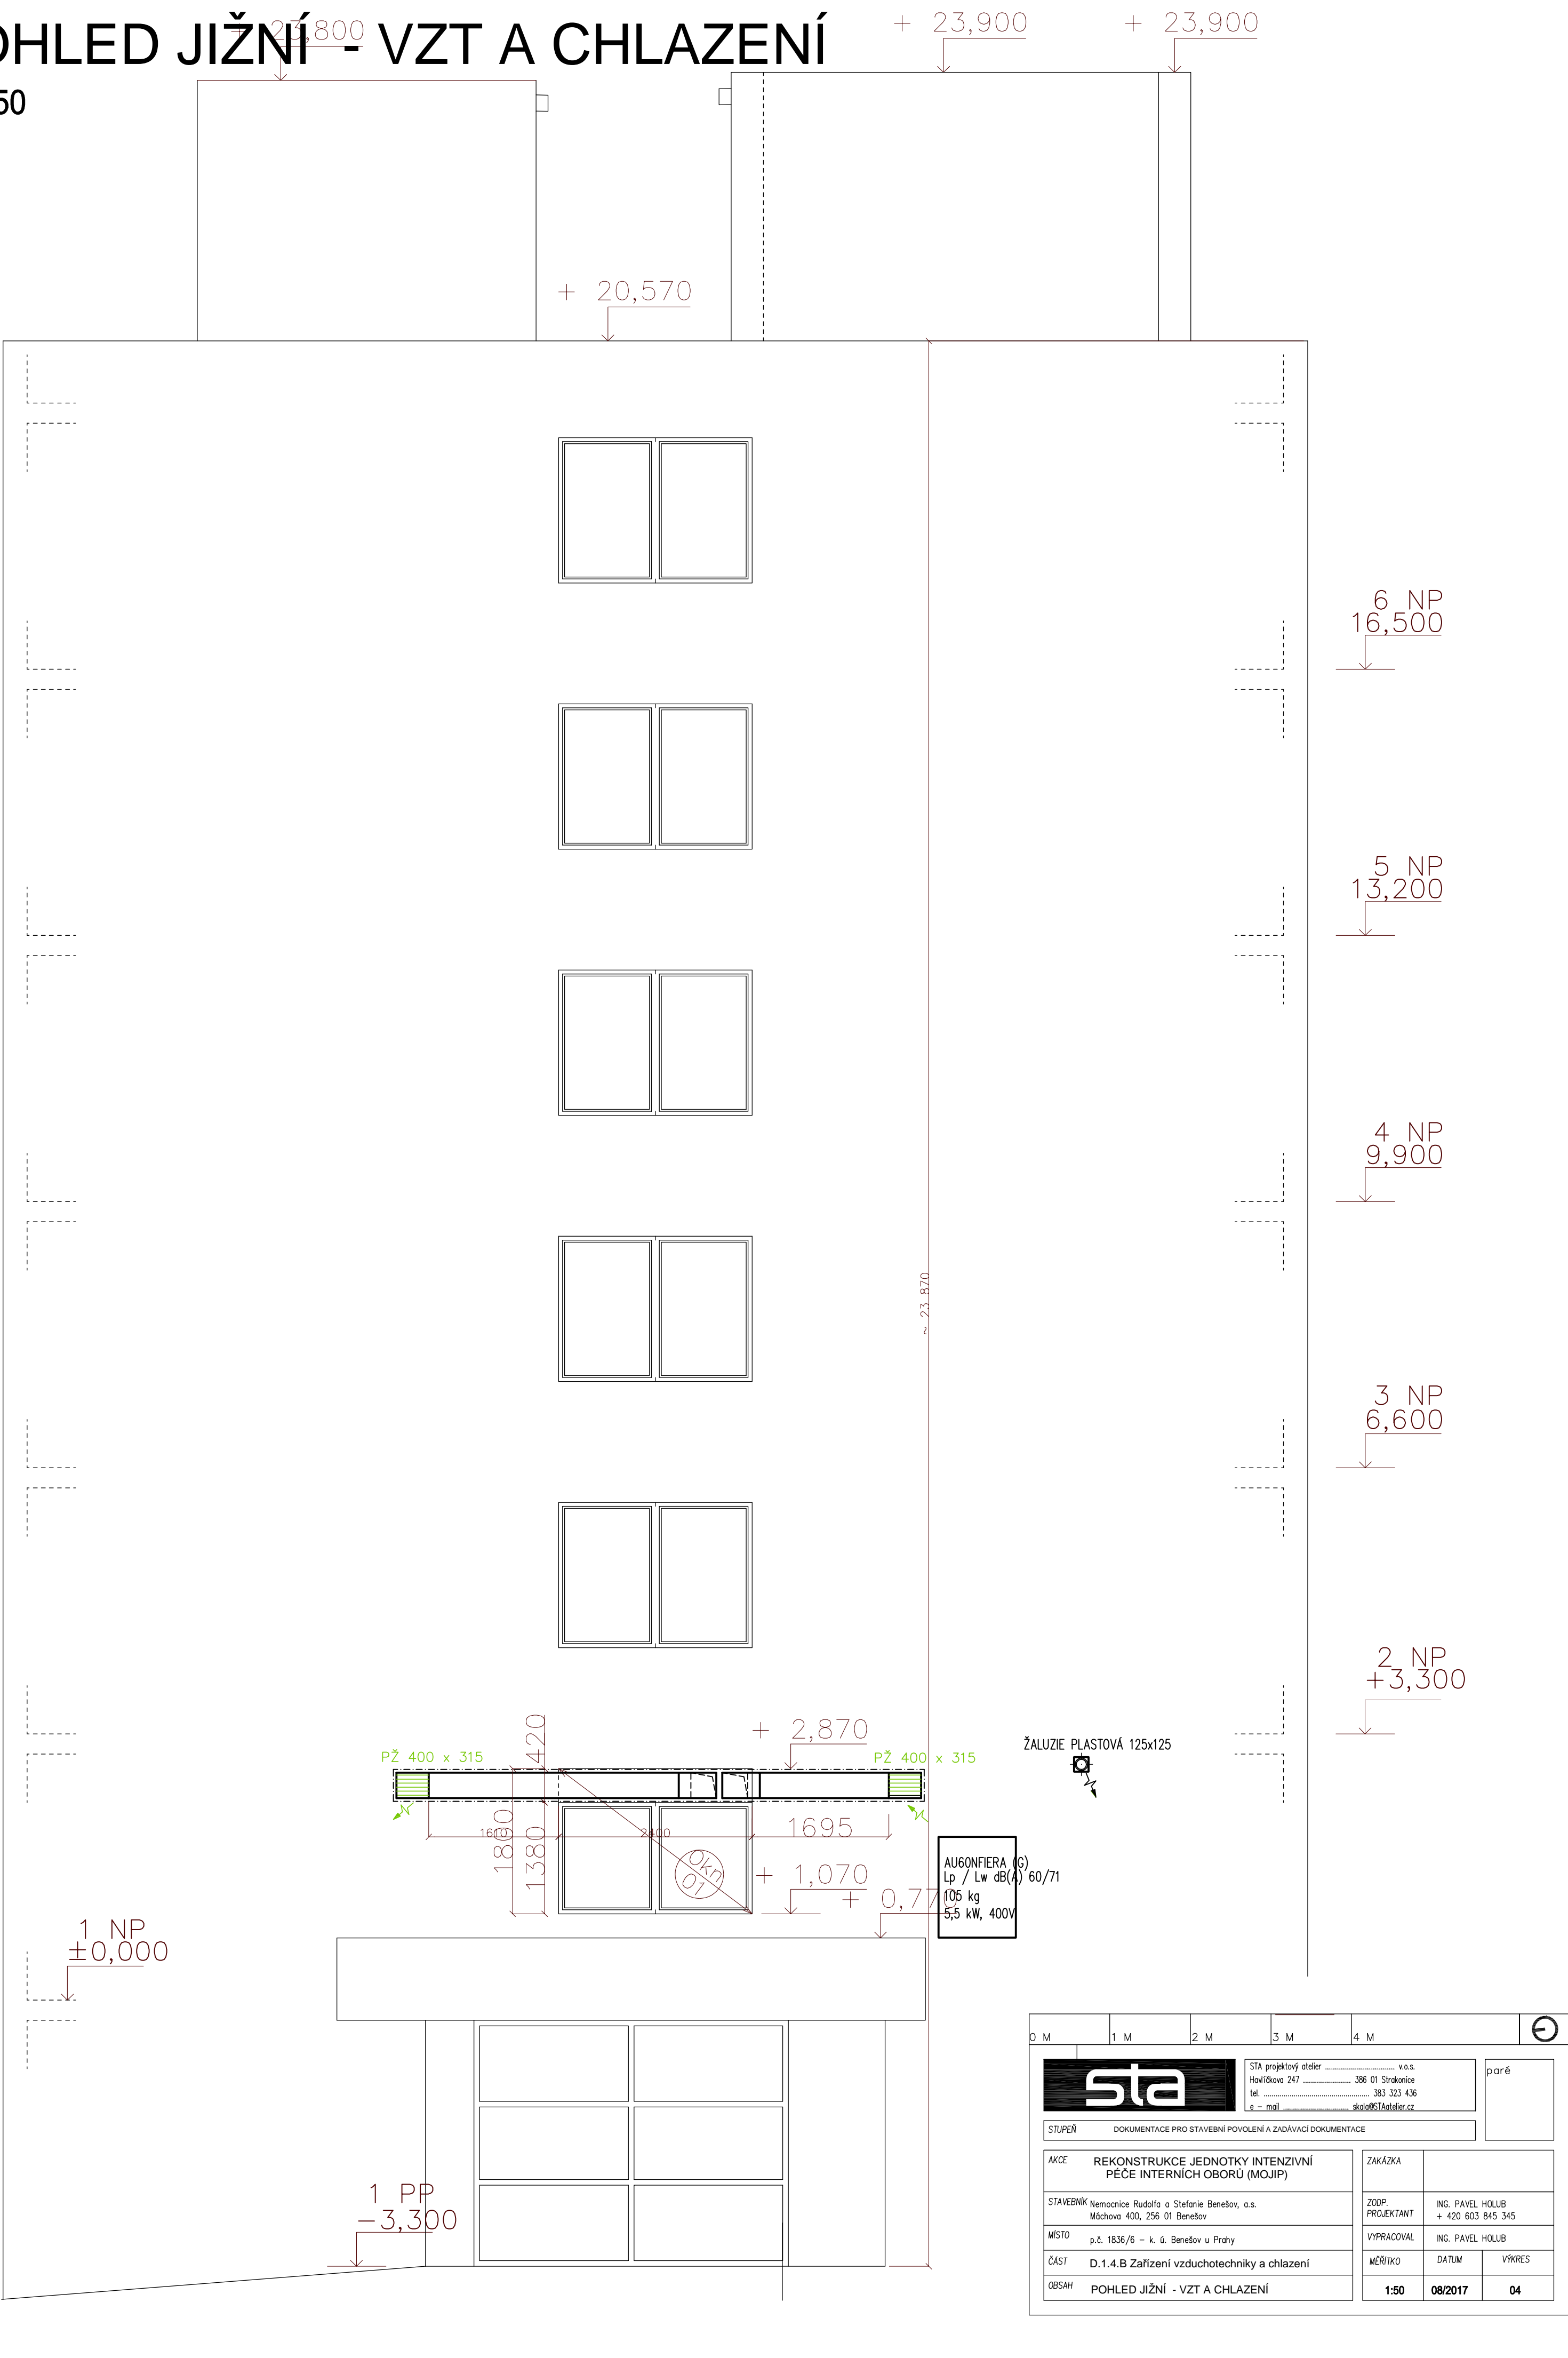 OHLED JIŽNÍ - VZT A CHLAZENÍ
50
+ 23,800
+ 23,900
+ 23,900
+ 20,570
6 NP
16,500
5 NP
13,200
4 NP
9,900
~ 23 870
3 NP
6,600
2 NP
+3,300
PŽ 400 x 315
420
+ 2,870
PŽ 400 x 315
ŽALUZIE PLASTOVÁ 125x125
1800
1380
1610
2400
1695
Okn
01
+ 1,070
+ 0,770
AU60NFIERA (G)
Lp / Lw dB(A) 60/71
105 kg
5,5 kW, 400V
1 NP
±0,000
1 PP
-3,300
0 M 1 M 2 M 3 M 4 M
sta
STA projektový atelier ........ v.o.s.
Havlíčkova 247 ........ 386 01 Strakonice
tel. ........ 383 323 436
e - mail ........ skala@STAatelier.cz
paré
STUPEŇ DOKUMENTACE PRO STAVEBNÍ POVOLENÍ A ZADÁVACÍ DOKUMENTACE
AKCE REKONSTRUKCE JEDNOTKY INTENZIVNÍ
PÉČE INTERNÍCH OBORŮ (MOJIP)
ZAKÁZKA
STAVEBNÍK Nemocnice Rudolfa a Stefanie Benešov, a.s.
Máchova 400, 256 01 Benešov
ZODP.
PROJEKTANT
ING. PAVEL HOLUB
+ 420 603 845 345
MÍSTO p.č. 1836/6 - k. ú. Benešov u Prahy
VYPRACOVAL ING. PAVEL HOLUB
ČÁST D.1.4.B Zařízení vzduchotechniky a chlazení
MĚŘÍTKO DATUM VÝKRES
OBSAH POHLED JIŽNÍ - VZT A CHLAZENÍ
1:50 08/2017 04